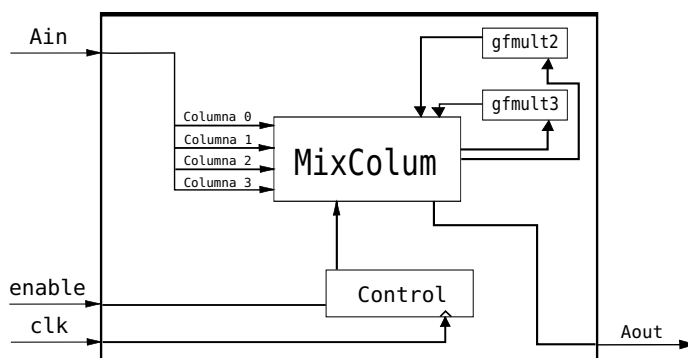 Ain
gfmult2
gfmult3
Columna 0
Columna 1
Columna 2
Columna 3
MixColum
enable
Control
clk
Aout